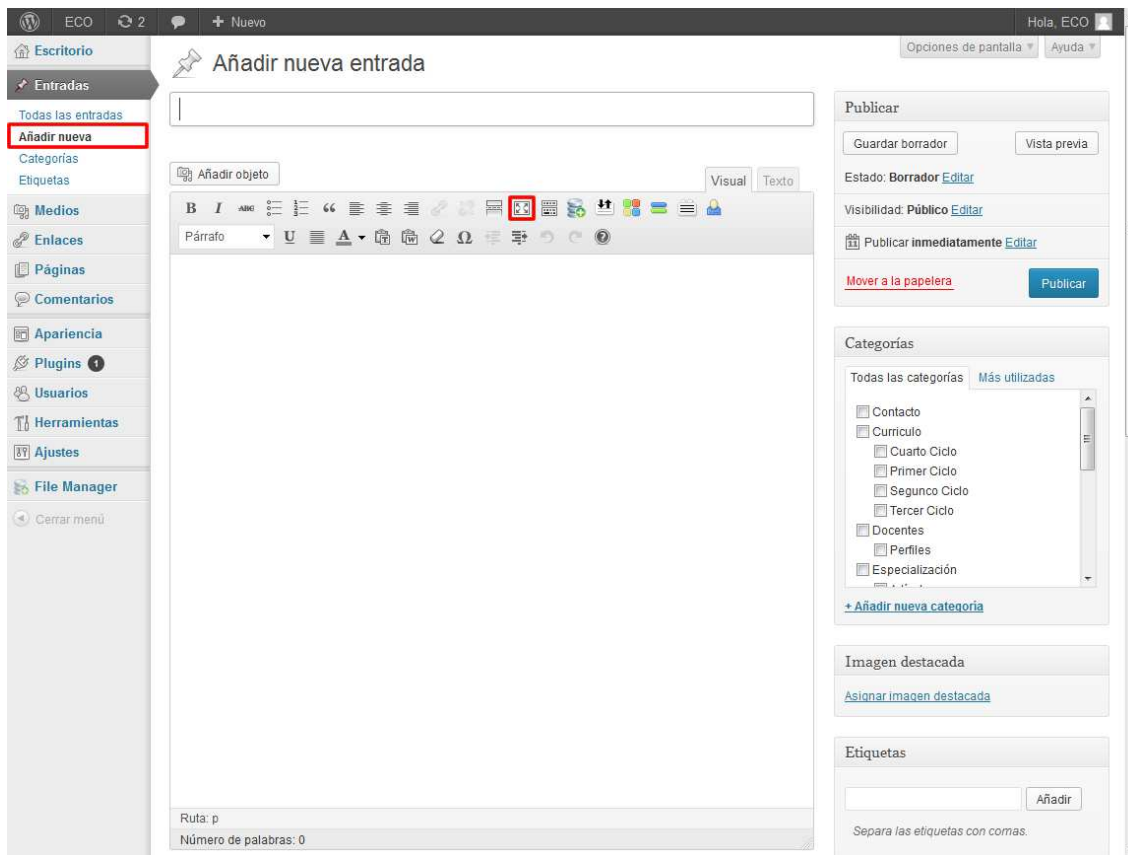 ECO 2 + Nuevo Hola, ECO
Escritorio
Entradas
Todas las entradas
Añadir nueva
Categorías
Etiquetas
Medios
Enlaces
Páginas
Comentarios
Apariencia
Plugins 1
Usuarios
Herramientas
Ajustes
File Manager
Cerrar menú
Opciones de pantalla Ayuda
Añadir nueva entrada
Añadir objeto
Visual Texto
B I ABC
Párrafo U A Ω
Ruta: p
Número de palabras: 0
Publicar
Guardar borrador Vista previa
Estado: Borrador Editar
Visibilidad: Público Editar
Publicar inmediatamente Editar
Mover a la papelera Publicar
Categorías
Todas las categorías Más utilizadas
Contacto
Curriculo
Cuarto Ciclo
Primer Ciclo
Segunco Ciclo
Tercer Ciclo
Docentes
Perfiles
Especialización
+ Añadir nueva categoría
Imagen destacada
Asignar imagen destacada
Etiquetas
Añadir
Separa las etiquetas con comas.